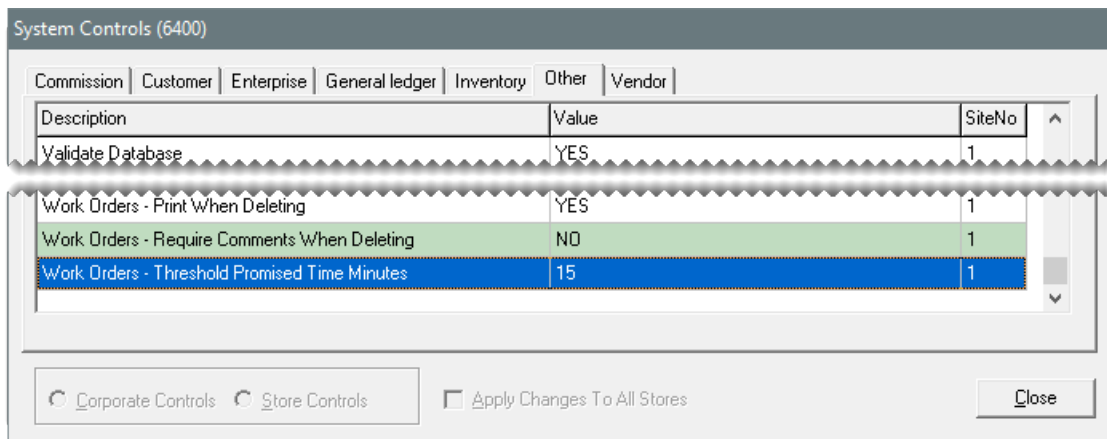 System Controls (6400)
Commission Customer Enterprise General ledger Inventory Other Vendor
Description Value SiteNo
Validate Database YES 1
Work Orders - Print When Deleting YES 1
Work Orders - Require Comments When Deleting NO 1
Work Orders - Threshold Promised Time Minutes 15 1
Corporate Controls Store Controls Apply Changes To All Stores Close